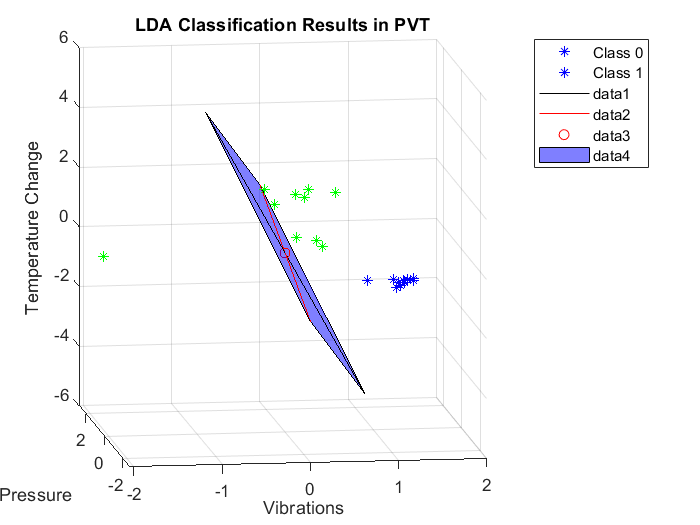 LDA Classification Results in PVT
6
4
2
0
-2
-4
-6
Temperature Change
2
0
-2
Pressure
-2
-1
0
1
2
Vibrations
Class 0
Class 1
data1
data2
data3
data4